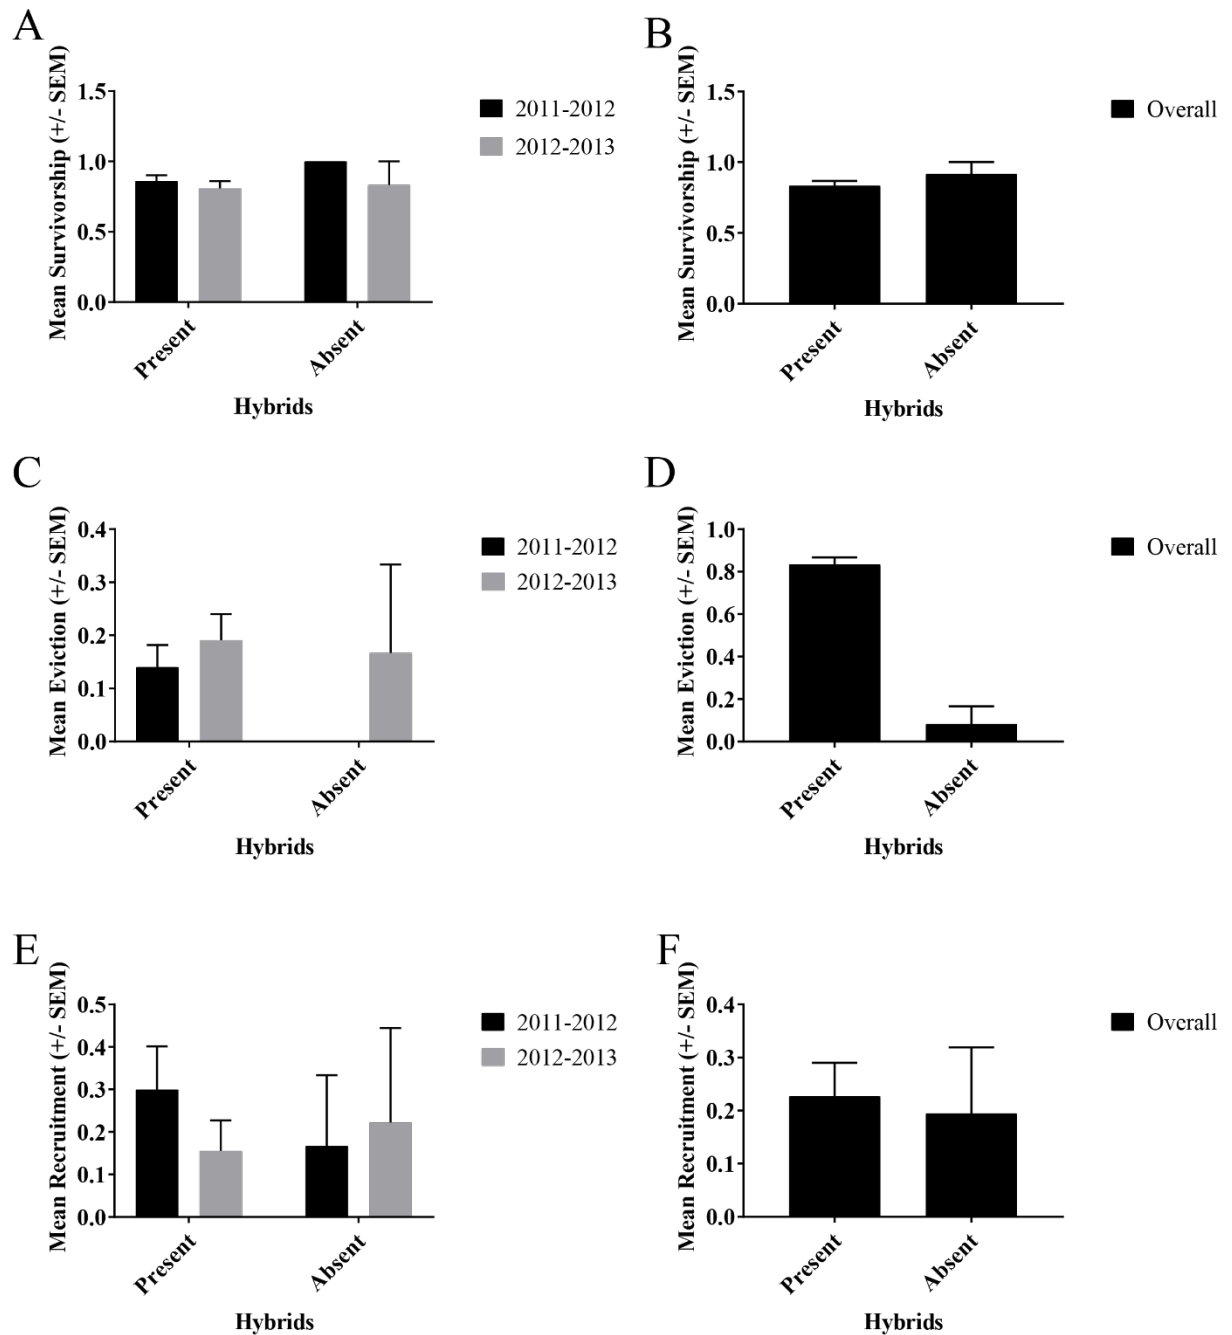 A
Mean Survivorship (+/- SEM)
1.5
1.0
0.5
0.0
Present
Absent
Hybrids
2011-2012
2012-2013
B
Mean Survivorship (+/- SEM)
1.5
1.0
0.5
0.0
Present
Absent
Hybrids
Overall
C
Mean Eviction (+/- SEM)
0.4
0.3
0.2
0.1
0.0
Present
Absent
Hybrids
2011-2012
2012-2013
D
Mean Eviction (+/- SEM)
1.0
0.8
0.6
0.4
0.2
0.0
Present
Absent
Hybrids
Overall
E
Mean Recruitment (+/- SEM)
0.5
0.4
0.3
0.2
0.1
0.0
Present
Absent
Hybrids
2011-2012
2012-2013
F
Mean Recruitment (+/- SEM)
0.4
0.3
0.2
0.1
0.0
Present
Absent
Hybrids
Overall